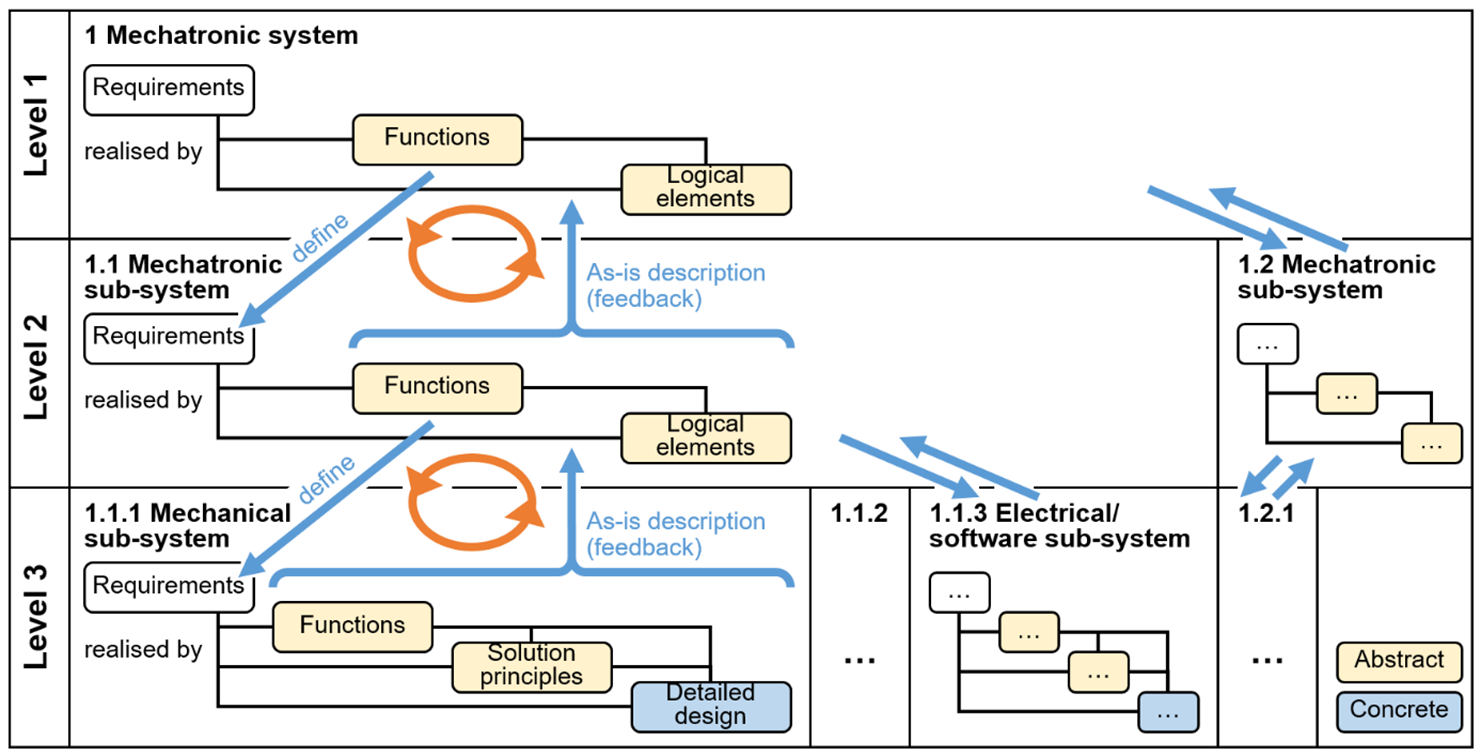 Level 1
1 Mechatronic system
Requirements
realised by
Functions
Logical
elements
define
Level 2
1.1 Mechatronic
sub-system
As-is description
(feedback)
Requirements
realised by
Functions
Logical
elements
define
1.2 Mechatronic
sub-system
...
...
...
Level 3
1.1.1 Mechanical
sub-system
As-is description
(feedback)
Requirements
realised by
Functions
Solution
principles
Detailed
design
1.1.2
...
1.1.3 Electrical/
software sub-system
...
...
...
...
1.2.1
...
Abstract
Concrete